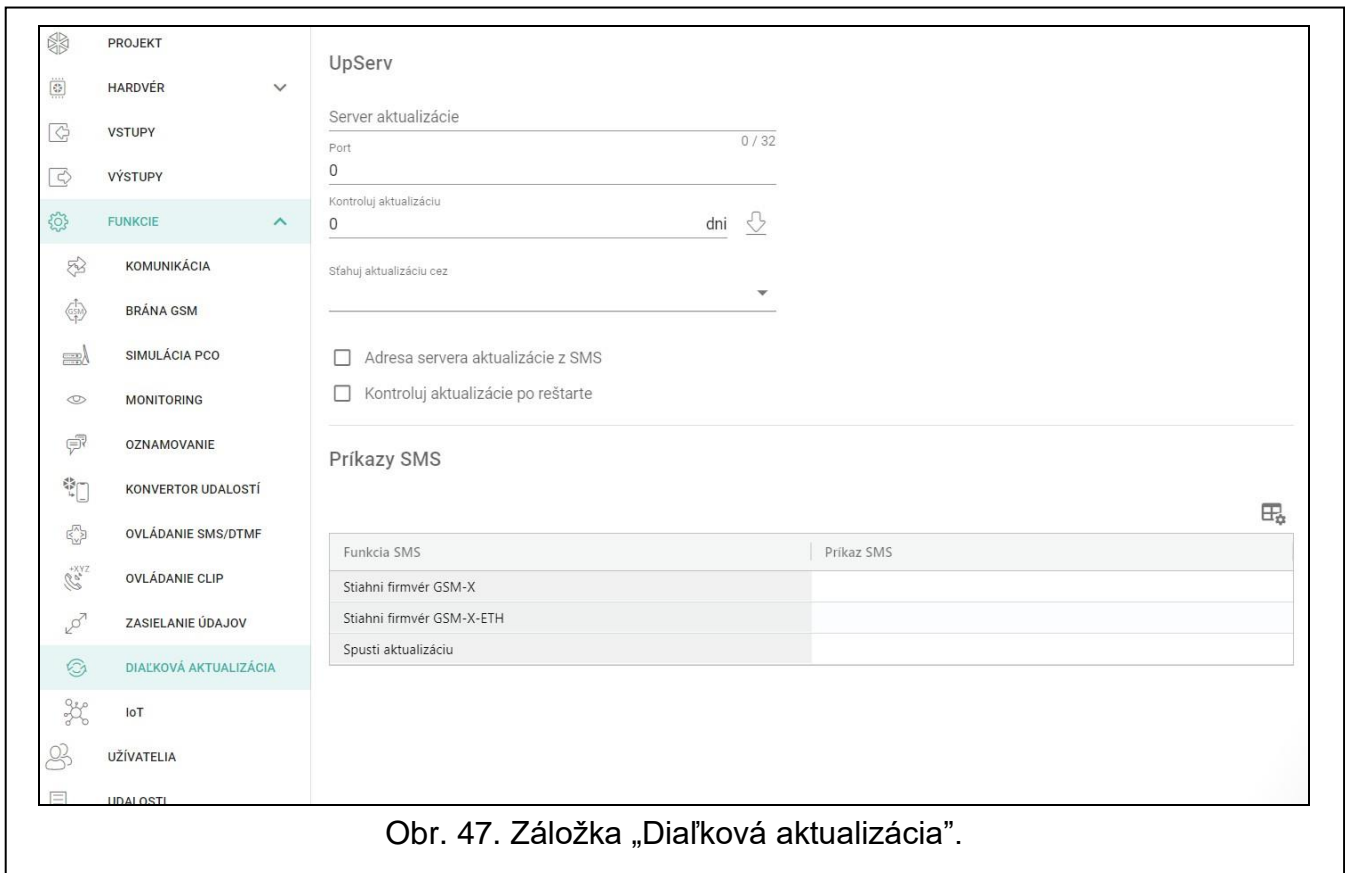 PROJEKT
HARDVÉR
VSTUPY
VÝSTUPY
FUNKCIE
KOMUNIKÁCIA
GSM
BRÁNA GSM
SIMULÁCIA PCO
MONITORING
OZNAMOVANIE
KONVERTOR UDALOSTÍ
OVLÁDANIE SMS/DTMF
+XYZ
OVLÁDANIE CLIP
ZASIELANIE ÚDAJOV
DIAĽKOVÁ AKTUALIZÁCIA
IoT
UŽÍVATELIA
UDALOSTI
UpServ
Server aktualizácie
0 / 32
Port
0
Kontroluj aktualizáciu
0 dni
Sťahuj aktualizáciu cez
Adresa servera aktualizácie z SMS
Kontroluj aktualizácie po reštarte
Príkazy SMS
Funkcia SMS Príkaz SMS
Stiahni firmvér GSM-X
Stiahni firmvér GSM-X-ETH
Spusti aktualizáciu
Obr. 47. Záložka „Diaľková aktualizácia”.